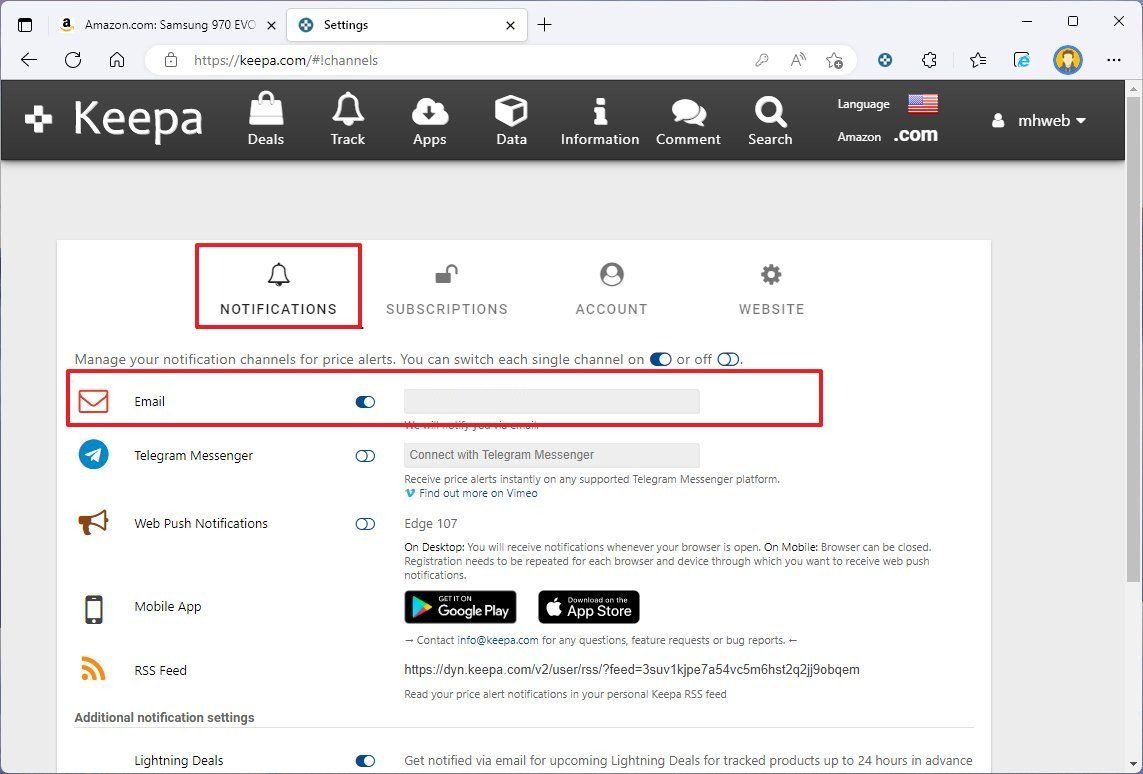 Amazon.com: Samsung 970 EVO
Settings
https://keepa.com/#!channels
Keepa
Deals
Track
Apps
Data
Information
Comment
Search
Language
Amazon .com
mhweb
NOTIFICATIONS
SUBSCRIPTIONS
ACCOUNT
WEBSITE
Manage your notification channels for price alerts. You can switch each single channel on or off .
Email
We will notify you via email.
Telegram Messenger
Connect with Telegram Messenger
Receive price alerts instantly on any supported Telegram Messenger platform.
Find out more on Vimeo
Web Push Notifications
Edge 107
On Desktop: You will receive notifications whenever your browser is open. On Mobile: Browser can be closed.
Registration needs to be repeated for each browser and device through which you want to receive web push
notifications.
Mobile App
GET IT ON
Google Play
Download on the
App Store
→ Contact info@keepa.com for any questions, feature requests or bug reports. ←
RSS Feed
https://dyn.keepa.com/v2/user/rss/?feed=3suv1kjpe7a54vc5m6hst2q2jj9obqem
Read your price alert notifications in your personal Keepa RSS feed
Additional notification settings
Lightning Deals
Get notified via email for upcoming Lightning Deals for tracked products up to 24 hours in advance